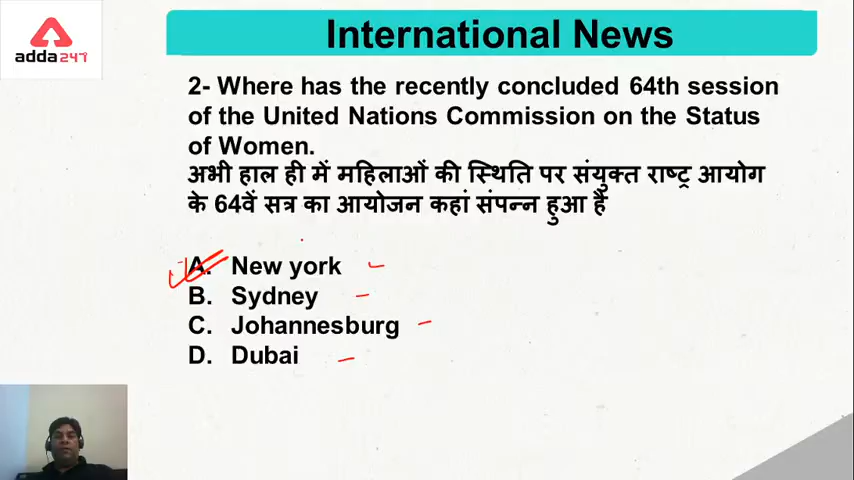 International News
adda247
2- Where has the recently concluded 64th session
of the United Nations Commission on the Status
of Women.
अभी हाल ही में महिलाओं की स्थिति पर संयुक्त राष्ट्र आयोग
के 64वें सत्र का आयोजन कहां संपन्न हुआ है
A. New york
B. Sydney
C. Johannesburg
D. Dubai